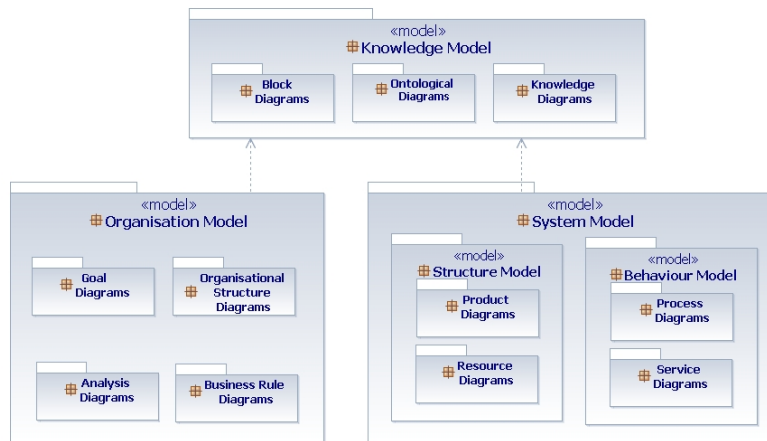 «model»
Knowledge Model
Block
Diagrams
Ontological
Diagrams
Knowledge
Diagrams
«model»
Organisation Model
Goal
Diagrams
Organisational
Structure
Diagrams
Analysis
Diagrams
Business Rule
Diagrams
«model»
System Model
«model»
Structure Model
Product
Diagrams
Resource
Diagrams
«model»
Behaviour Model
Process
Diagrams
Service
Diagrams